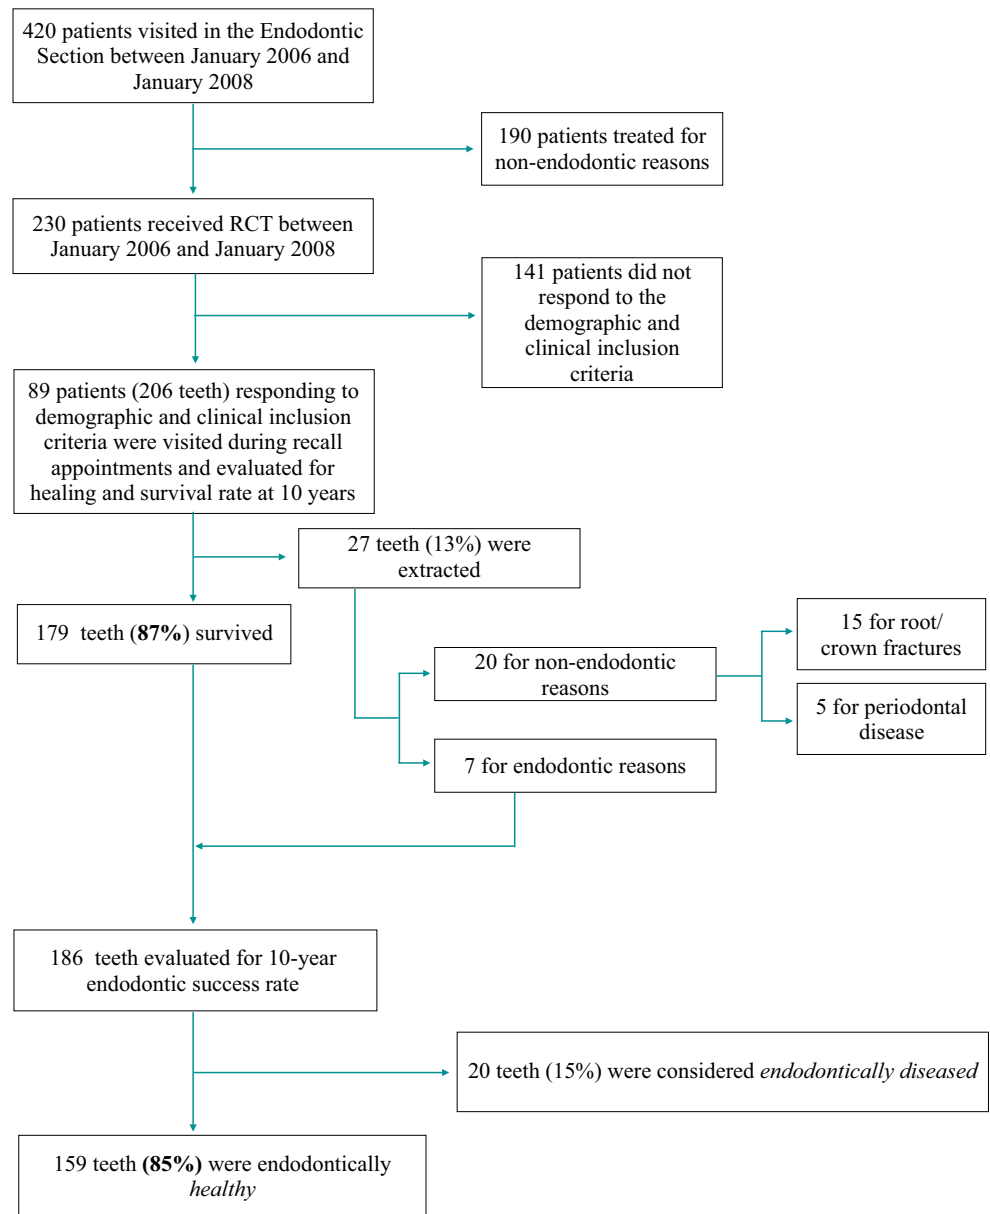 420 patients visited in the Endodontic
Section between January 2006 and
January 2008
190 patients treated for
non-endodontic reasons
230 patients received RCT between
January 2006 and January 2008
141 patients did not
respond to the
demographic and
clinical inclusion
criteria
89 patients (206 teeth) responding to
demographic and clinical inclusion
criteria were visited during recall
appointments and evaluated for
healing and survival rate at 10 years
27 teeth (13%) were
extracted
179 teeth (87%) survived
15 for root/
crown fractures
20 for non-endodontic
reasons
5 for periodontal
disease
7 for endodontic reasons
186 teeth evaluated for 10-year
endodontic success rate
20 teeth (15%) were considered endodontically diseased
159 teeth (85%) were endodontically
healthy